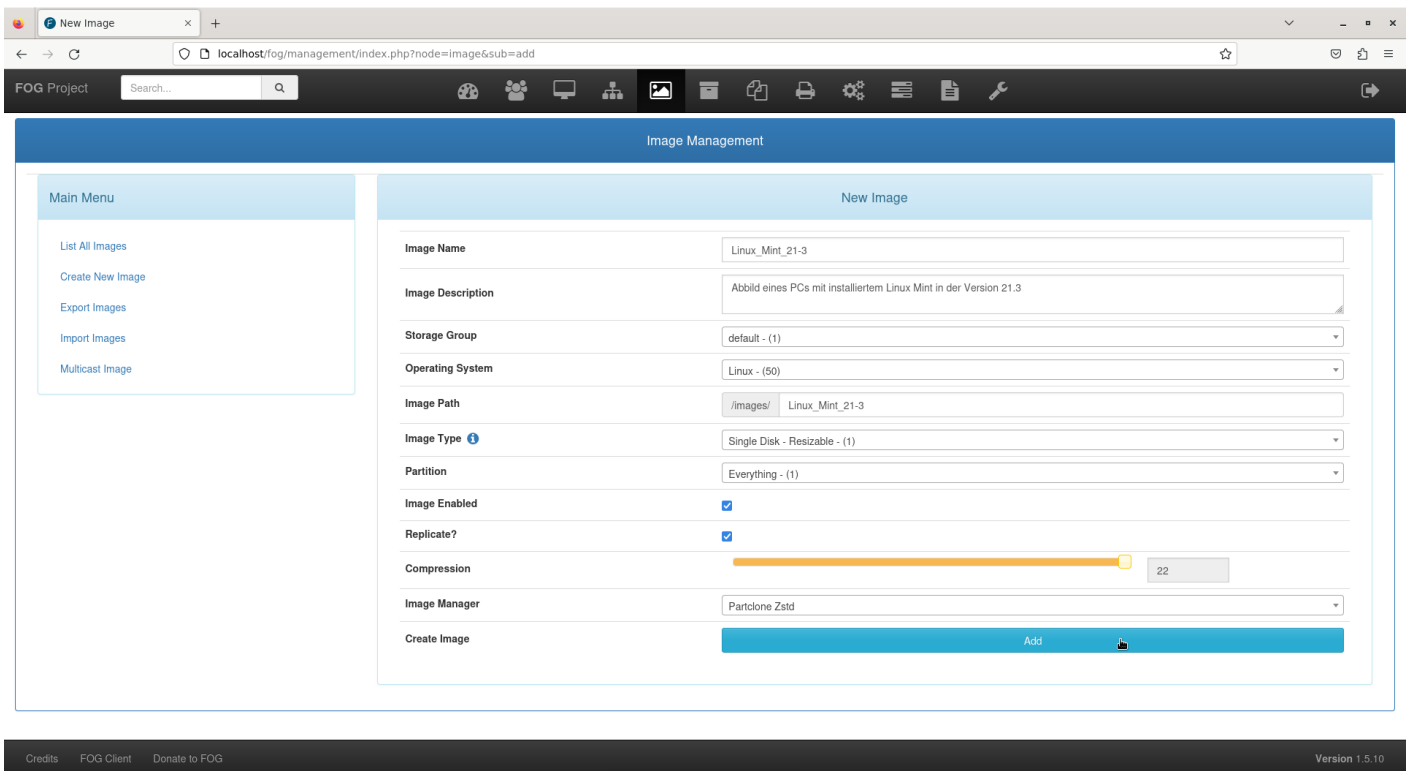 New Image
localhost/fog/management/index.php?node=image&sub=add
FOG Project
Search...
Image Management
Main Menu
List All Images
Create New Image
Export Images
Import Images
Multicast Image
New Image
Image Name
Linux_Mint_21-3
Image Description
Abbild eines PCs mit installiertem Linux Mint in der Version 21.3
Storage Group
default - (1)
Operating System
Linux - (50)
Image Path
/images/ Linux_Mint_21-3
Image Type
Single Disk - Resizable - (1)
Partition
Everything - (1)
Image Enabled
Replicate?
Compression
22
Image Manager
Partclone Zstd
Create Image
Add
Credits FOG Client Donate to FOG
Version 1.5.10